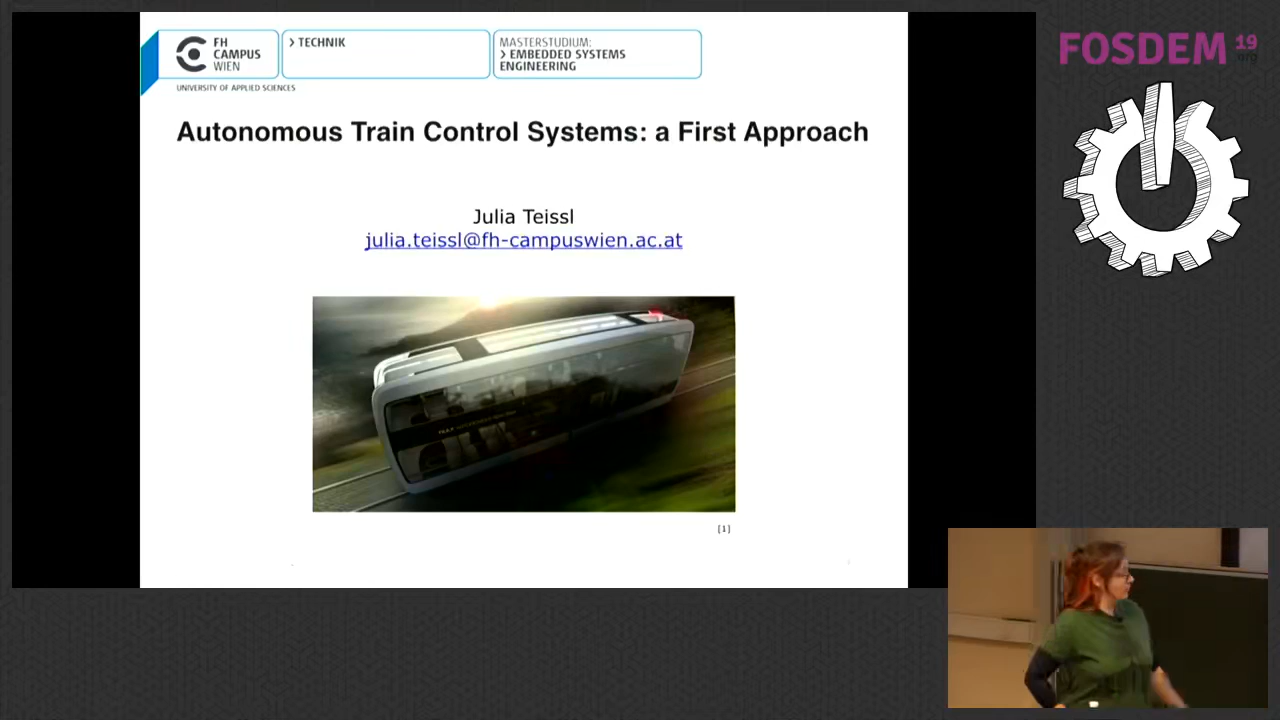 FH
CAMPUS
WIEN
> TECHNIK
MASTERSTUDIUM:
> EMBEDDED SYSTEMS
ENGINEERING
UNIVERSITY OF APPLIED SCIENCES
Autonomous Train Control Systems: a First Approach
Julia Teissl
julia.teissl@fh-campuswien.ac.at
[1]
FOSDEM 19
.org